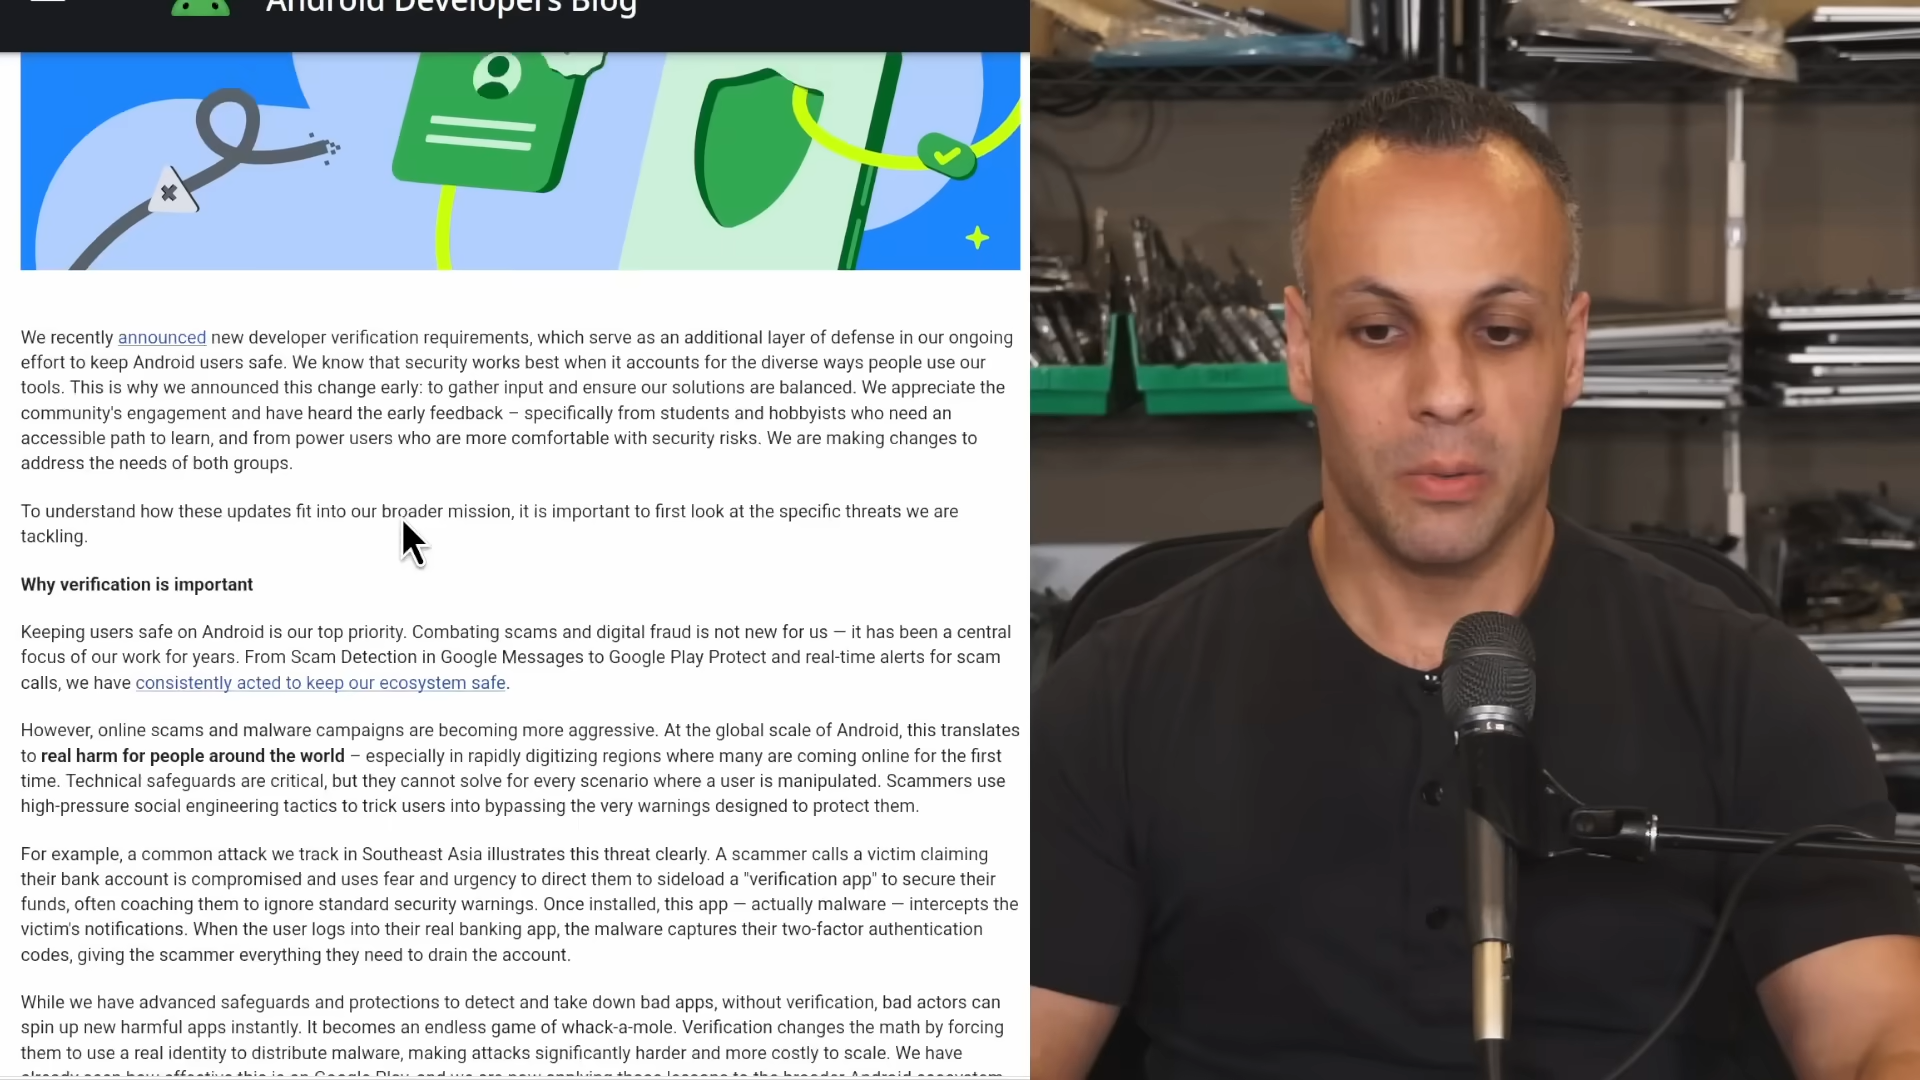 Android Developers Blog
We recently announced new developer verification requirements, which serve as an additional layer of defense in our ongoing
effort to keep Android users safe. We know that security works best when it accounts for the diverse ways people use our
tools. This is why we announced this change early: to gather input and ensure our solutions are balanced. We appreciate the
community's engagement and have heard the early feedback – specifically from students and hobbyists who need an
accessible path to learn, and from power users who are more comfortable with security risks. We are making changes to
address the needs of both groups.
To understand how these updates fit into our broader mission, it is important to first look at the specific threats we are
tackling.
Why verification is important
Keeping users safe on Android is our top priority. Combating scams and digital fraud is not new for us — it has been a central
focus of our work for years. From Scam Detection in Google Messages to Google Play Protect and real-time alerts for scam
calls, we have consistently acted to keep our ecosystem safe.
However, online scams and malware campaigns are becoming more aggressive. At the global scale of Android, this translates
to real harm for people around the world – especially in rapidly digitizing regions where many are coming online for the first
time. Technical safeguards are critical, but they cannot solve for every scenario where a user is manipulated. Scammers use
high-pressure social engineering tactics to trick users into bypassing the very warnings designed to protect them.
For example, a common attack we track in Southeast Asia illustrates this threat clearly. A scammer calls a victim claiming
their bank account is compromised and uses fear and urgency to direct them to sideload a "verification app" to secure their
funds, often coaching them to ignore standard security warnings. Once installed, this app — actually malware — intercepts the
victim's notifications. When the user logs into their real banking app, the malware captures their two-factor authentication
codes, giving the scammer everything they need to drain the account.
While we have advanced safeguards and protections to detect and take down bad apps, without verification, bad actors can
spin up new harmful apps instantly. It becomes an endless game of whack-a-mole. Verification changes the math by forcing
them to use a real identity to distribute malware, making attacks significantly harder and more costly to scale. We have
already seen how effective this is on Google Play, and we are now applying those lessons to the broader Android ecosystem